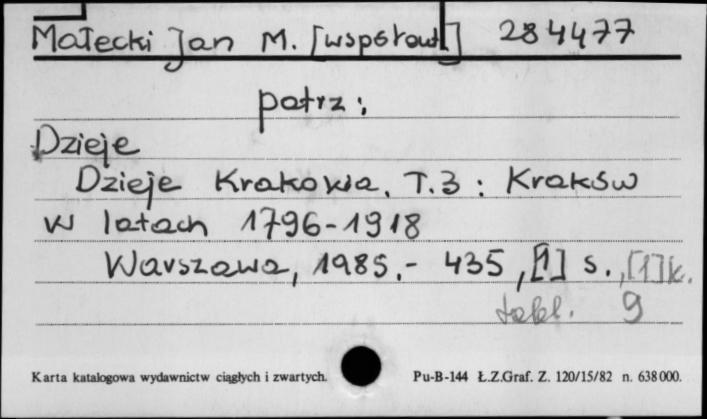 Małecki Jan M. [współaut] 284477
patrz:
Dzieje
Dzieje Krakowa. T.3 : Kraków
w latach 1796-1918
Warszawa, 1985.- 435, [1] s., [1] k.
tabl. 9
Karta katalogowa wydawnictw ciągłych i zwartych. Pu-B-144 Ł.Z.Graf. Z. 120/15/82 n. 638000.